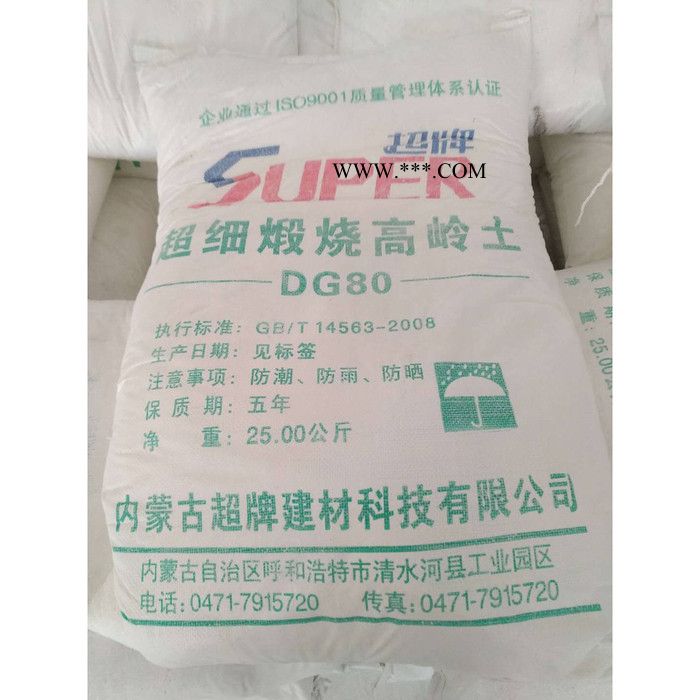 企业通过ISO9001质量管理体系认证
超牌
SUPER
WWW.***.COM
超细煅烧高岭土
DG80
执行标准：GB/T 14563-2008
生产日期：见标签
注意事项：防潮、防雨、防晒
保质期：五年
净重：25.00公斤
内蒙古超牌建材科技有限公司
内蒙古自治区呼和浩特市清水河县工业园区
电话：0471-7915720 传真：0471-7915720